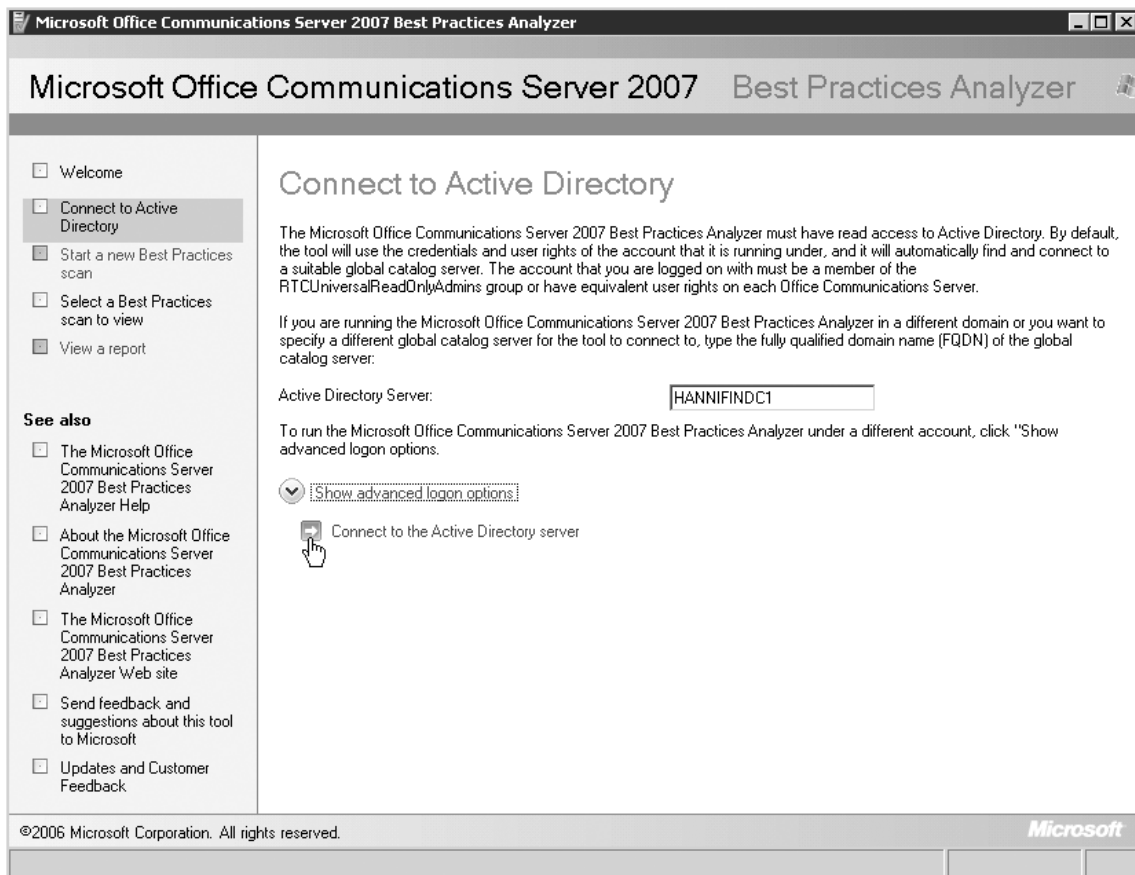 Microsoft Office Communications Server 2007 Best Practices Analyzer
Microsoft Office Communications Server 2007 Best Practices Analyzer
Welcome
Connect to Active
Directory
Start a new Best Practices
scan
Select a Best Practices
scan to view
View a report
See also
The Microsoft Office
Communications Server
2007 Best Practices
Analyzer Help
About the Microsoft Office
Communications Server
2007 Best Practices
Analyzer
The Microsoft Office
Communications Server
2007 Best Practices
Analyzer Web site
Send feedback and
suggestions about this tool
to Microsoft
Updates and Customer
Feedback
Connect to Active Directory
The Microsoft Office Communications Server 2007 Best Practices Analyzer must have read access to Active Directory. By default,
the tool will use the credentials and user rights of the account that it is running under, and it will automatically find and connect to
a suitable global catalog server. The account that you are logged on with must be a member of the
RTCUniversalReadOnlyAdmins group or have equivalent user rights on each Office Communications Server.
If you are running the Microsoft Office Communications Server 2007 Best Practices Analyzer in a different domain or you want to
specify a different global catalog server for the tool to connect to, type the fully qualified domain name (FQDN) of the global
catalog server:
Active Directory Server: HANNIFINDC1
To run the Microsoft Office Communications Server 2007 Best Practices Analyzer under a different account, click "Show
advanced logon options.
Show advanced logon options
Connect to the Active Directory server
©2006 Microsoft Corporation. All rights reserved.
Microsoft